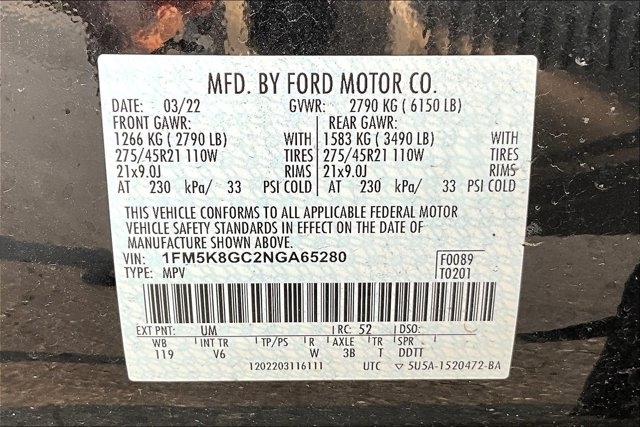 MFD. BY FORD MOTOR CO.
DATE: 03/22 GVWR: 2790 KG ( 6150 LB)
FRONT GAWR: REAR GAWR:
1266 KG ( 2790 LB) WITH 1583 KG ( 3490 LB) WITH
275/45R21 110W TIRES 275/45R21 110W TIRES
21x9.0J RIMS 21x9.0J RIMS
AT 230 kPa/ 33 PSI COLD AT 230 kPa/ 33 PSI COLD
THIS VEHICLE CONFORMS TO ALL APPLICABLE FEDERAL MOTOR
VEHICLE SAFETY STANDARDS IN EFFECT ON THE DATE OF
MANUFACTURE SHOWN ABOVE.
VIN: 1FM5K8GC2NGA65280 F0089
TYPE: MPV T0201
EXT PNT: UM RC: 52 DSO:
WB INT TR TP/PS R AXLE TR SPR
119 V6 W 3B T DDTT
1202203116111 UTC 5U5A-1520472-BA